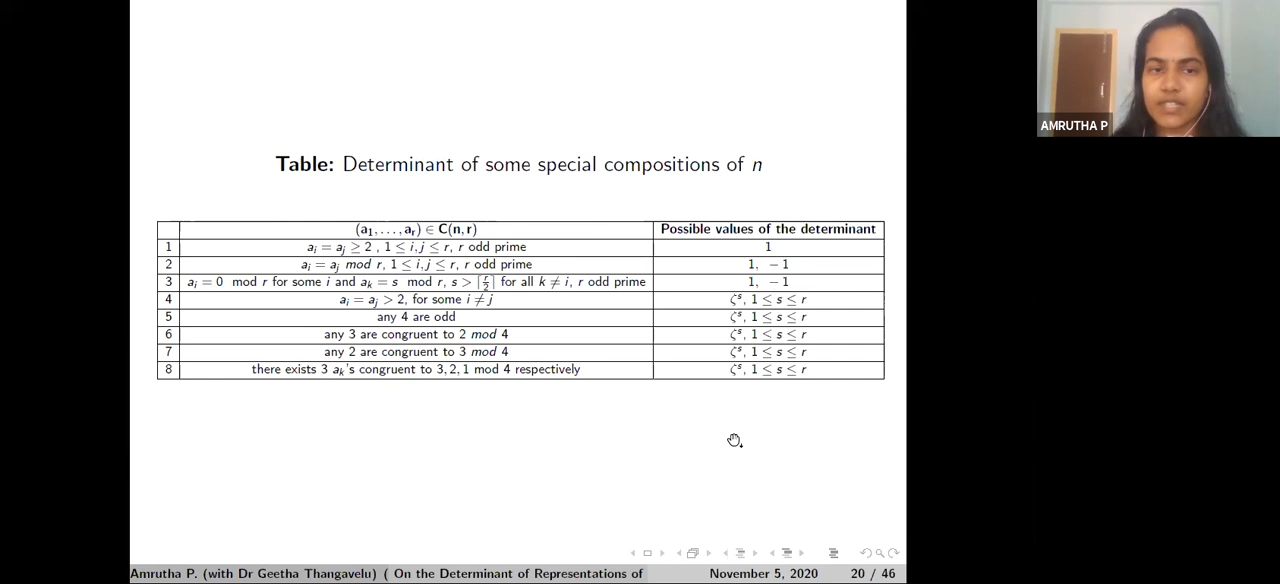 AMRUTHA P
Table: Determinant of some special compositions of n
(a₁, . . . , aᵣ) ∈ C(n, r) Possible values of the determinant
1 aᵢ = aⱼ ≥ 2 , 1 ≤ i, j ≤ r, r odd prime 1
2 aᵢ = aⱼ mod r, 1 ≤ i, j ≤ r, r odd prime 1, −1
3 aᵢ = 0 mod r for some i and aₖ = s mod r, s > ⌈r/2⌉ for all k ≠ i, r odd prime 1, −1
4 aᵢ = aⱼ > 2, for some i ≠ j ζˢ, 1 ≤ s ≤ r
5 any 4 are odd ζˢ, 1 ≤ s ≤ r
6 any 3 are congruent to 2 mod 4 ζˢ, 1 ≤ s ≤ r
7 any 2 are congruent to 3 mod 4 ζˢ, 1 ≤ s ≤ r
8 there exists 3 aₖ's congruent to 3, 2, 1 mod 4 respectively ζˢ, 1 ≤ s ≤ r
Amrutha P. (with Dr Geetha Thangavelu) ( On the Determinant of Representations of November 5, 2020 20 / 46